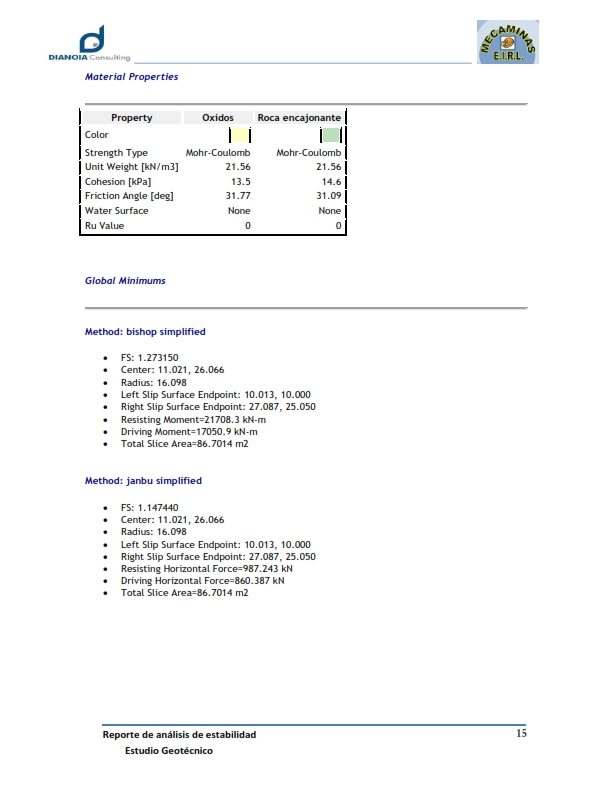 d
DIANOIA Consulting
MECAMINAS
E.I.R.L.
Material Properties
Property Oxidos Roca encajonante
Color
Strength Type Mohr-Coulomb Mohr-Coulomb
Unit Weight [kN/m3] 21.56 21.56
Cohesion [kPa] 13.5 14.6
Friction Angle [deg] 31.77 31.09
Water Surface None None
Ru Value 0 0
Global Minimums
Method: bishop simplified
• FS: 1.273150
• Center: 11.021, 26.066
• Radius: 16.098
• Left Slip Surface Endpoint: 10.013, 10.000
• Right Slip Surface Endpoint: 27.087, 25.050
• Resisting Moment=21708.3 kN-m
• Driving Moment=17050.9 kN-m
• Total Slice Area=86.7014 m2
Method: janbu simplified
• FS: 1.147440
• Center: 11.021, 26.066
• Radius: 16.098
• Left Slip Surface Endpoint: 10.013, 10.000
• Right Slip Surface Endpoint: 27.087, 25.050
• Resisting Horizontal Force=987.243 kN
• Driving Horizontal Force=860.387 kN
• Total Slice Area=86.7014 m2
Reporte de análisis de estabilidad 15
Estudio Geotécnico